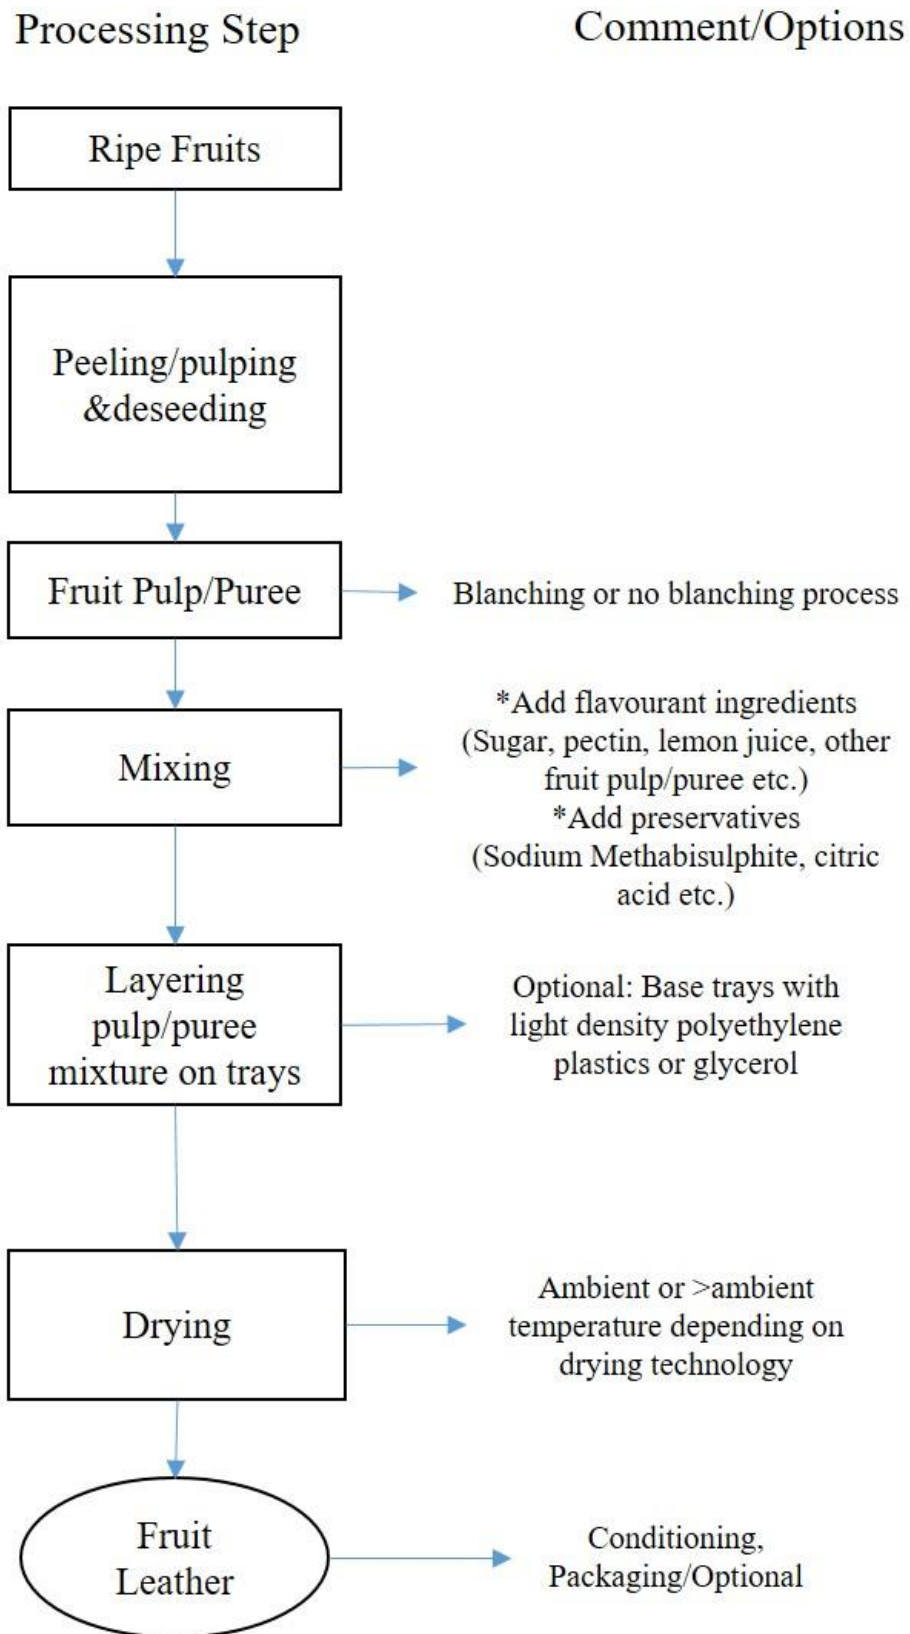 Processing Step
Comment/Options
Ripe Fruits
Peeling/pulping
&deseeding
Fruit Pulp/Puree
Blanching or no blanching process
Mixing
*Add flavourant ingredients
(Sugar, pectin, lemon juice, other
fruit pulp/puree etc.)
*Add preservatives
(Sodium Methabisulphite, citric
acid etc.)
Layering
pulp/puree
mixture on trays
Optional: Base trays with
light density polyethylene
plastics or glycerol
Drying
Ambient or >ambient
temperature depending on
drying technology
Fruit
Leather
Conditioning,
Packaging/Optional